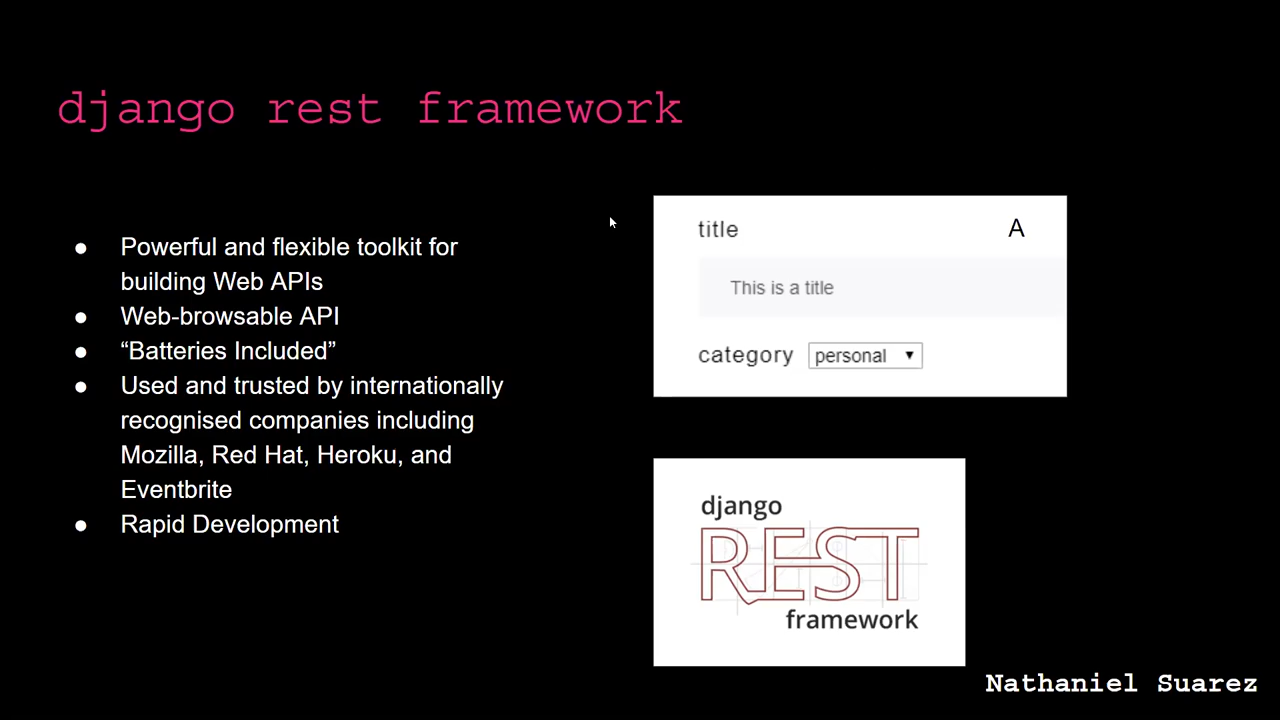 django rest framework
● Powerful and flexible toolkit for
building Web APIs
● Web-browsable API
● “Batteries Included”
● Used and trusted by internationally
recognised companies including
Mozilla, Red Hat, Heroku, and
Eventbrite
● Rapid Development
title A
This is a title
category personal
django
REST
framework
Nathaniel Suarez